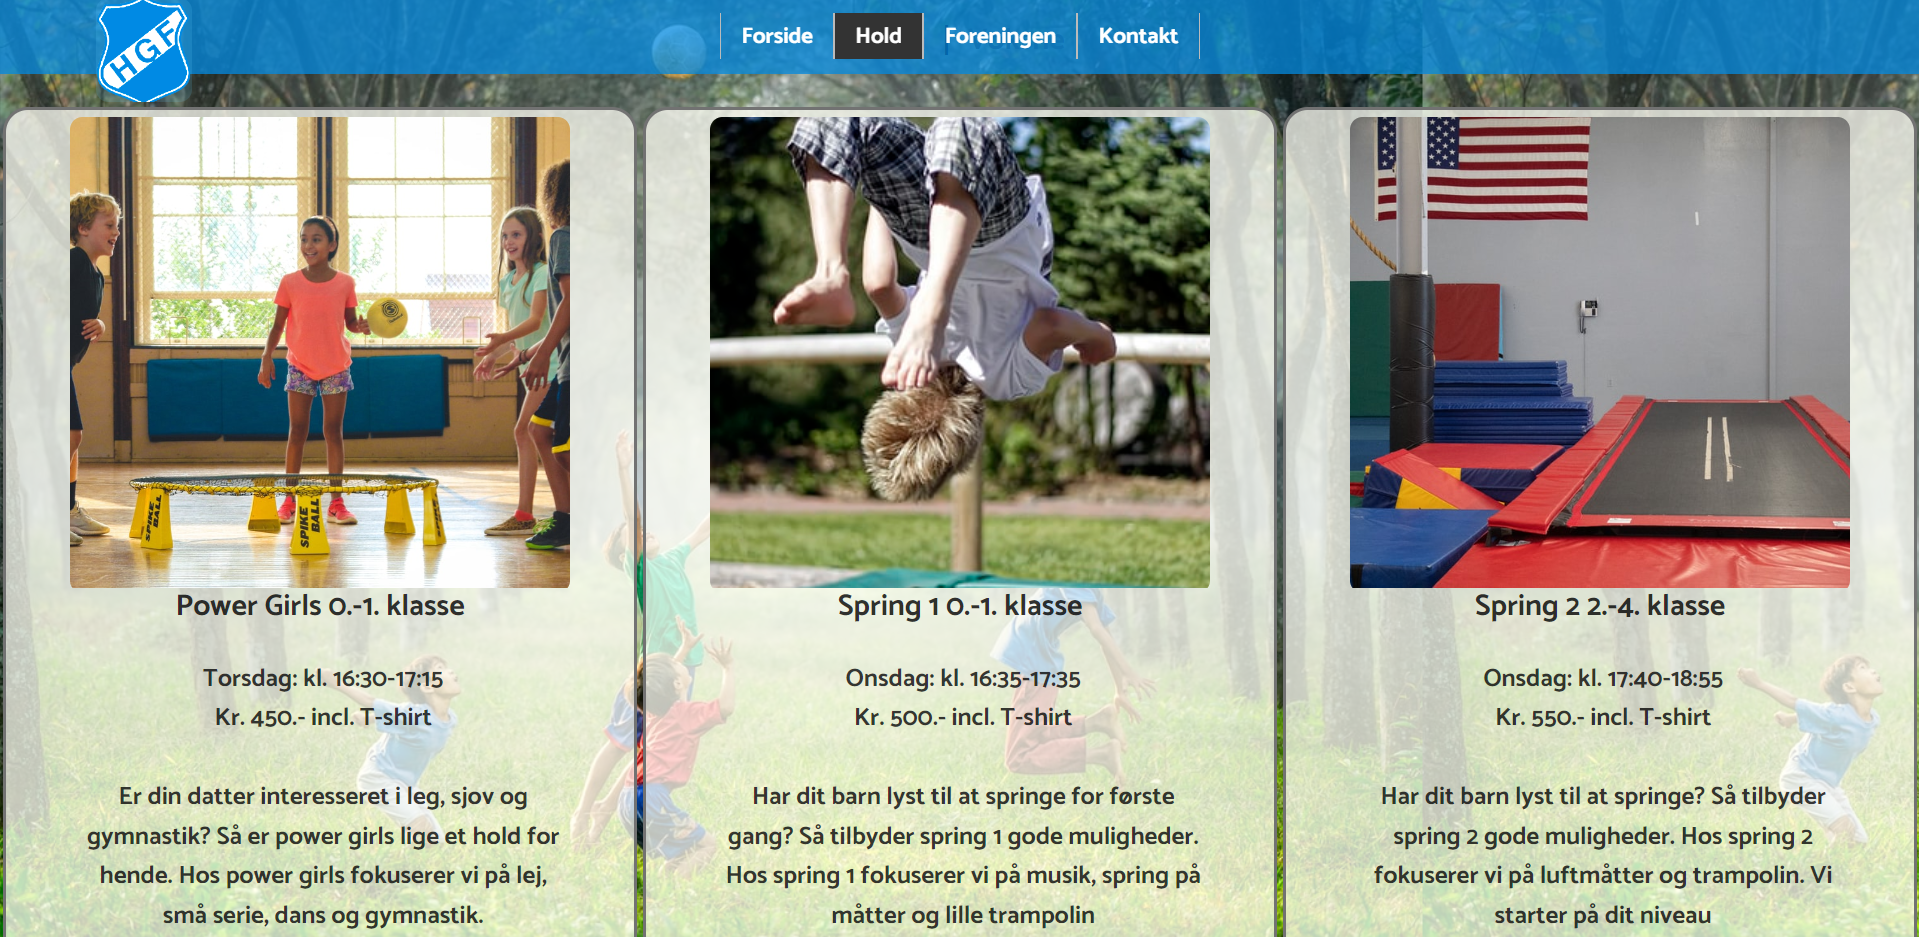 HGF
Forside
Hold
Foreningen
Kontakt
SPIKE BALL
SPIKE BALL
Power Girls 0.-1. klasse
Torsdag: kl. 16:30-17:15
Kr. 450.- incl. T-shirt
Er din datter interesseret i leg, sjov og
gymnastik? Så er power girls lige et hold for
hende. Hos power girls fokuserer vi på lej,
små serie, dans og gymnastik.
Spring 1 0.-1. klasse
Onsdag: kl. 16:35-17:35
Kr. 500.- incl. T-shirt
Har dit barn lyst til at springe for første
gang? Så tilbyder spring 1 gode muligheder.
Hos spring 1 fokuserer vi på musik, spring på
måtter og lille trampolin
Spring 2 2.-4. klasse
Onsdag: kl. 17:40-18:55
Kr. 550.- incl. T-shirt
Har dit barn lyst til at springe? Så tilbyder
spring 2 gode muligheder. Hos spring 2
fokuserer vi på luftmåtter og trampolin. Vi
starter på dit niveau